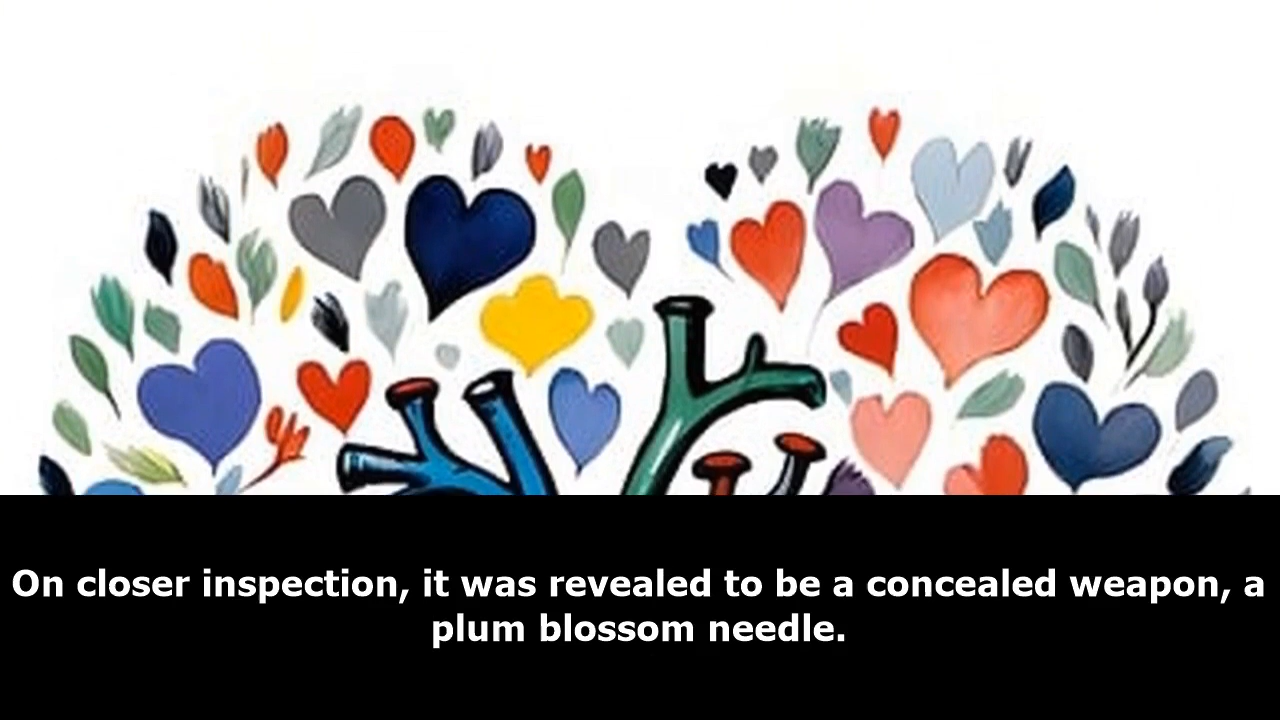 On closer inspection, it was revealed to be a concealed weapon, a
plum blossom needle.